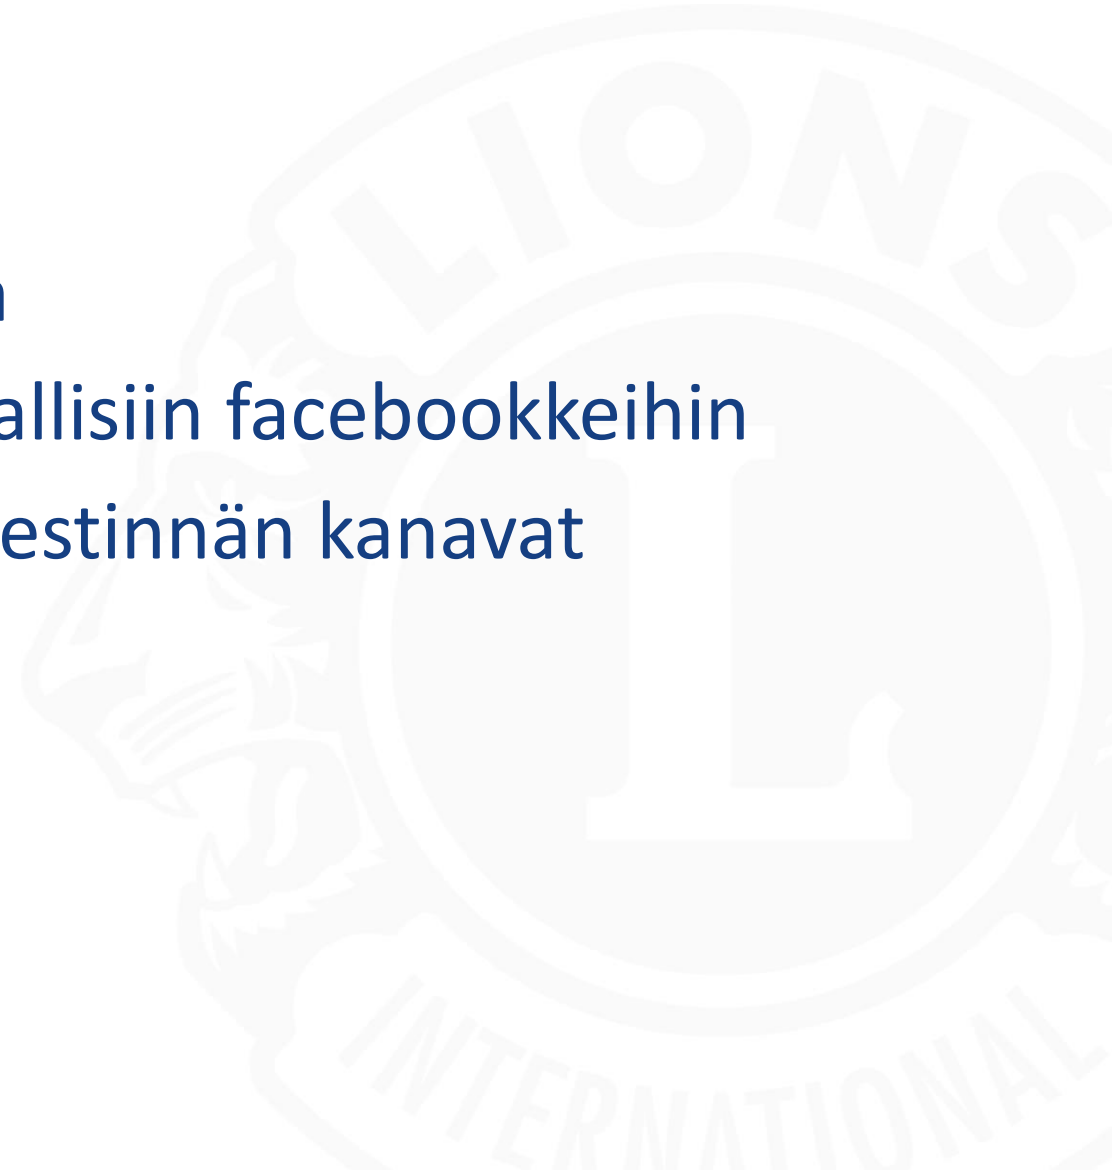 LIONS
n
allisiin facebookkeihin
estinnän kanavat
L
INTERNATIONAL